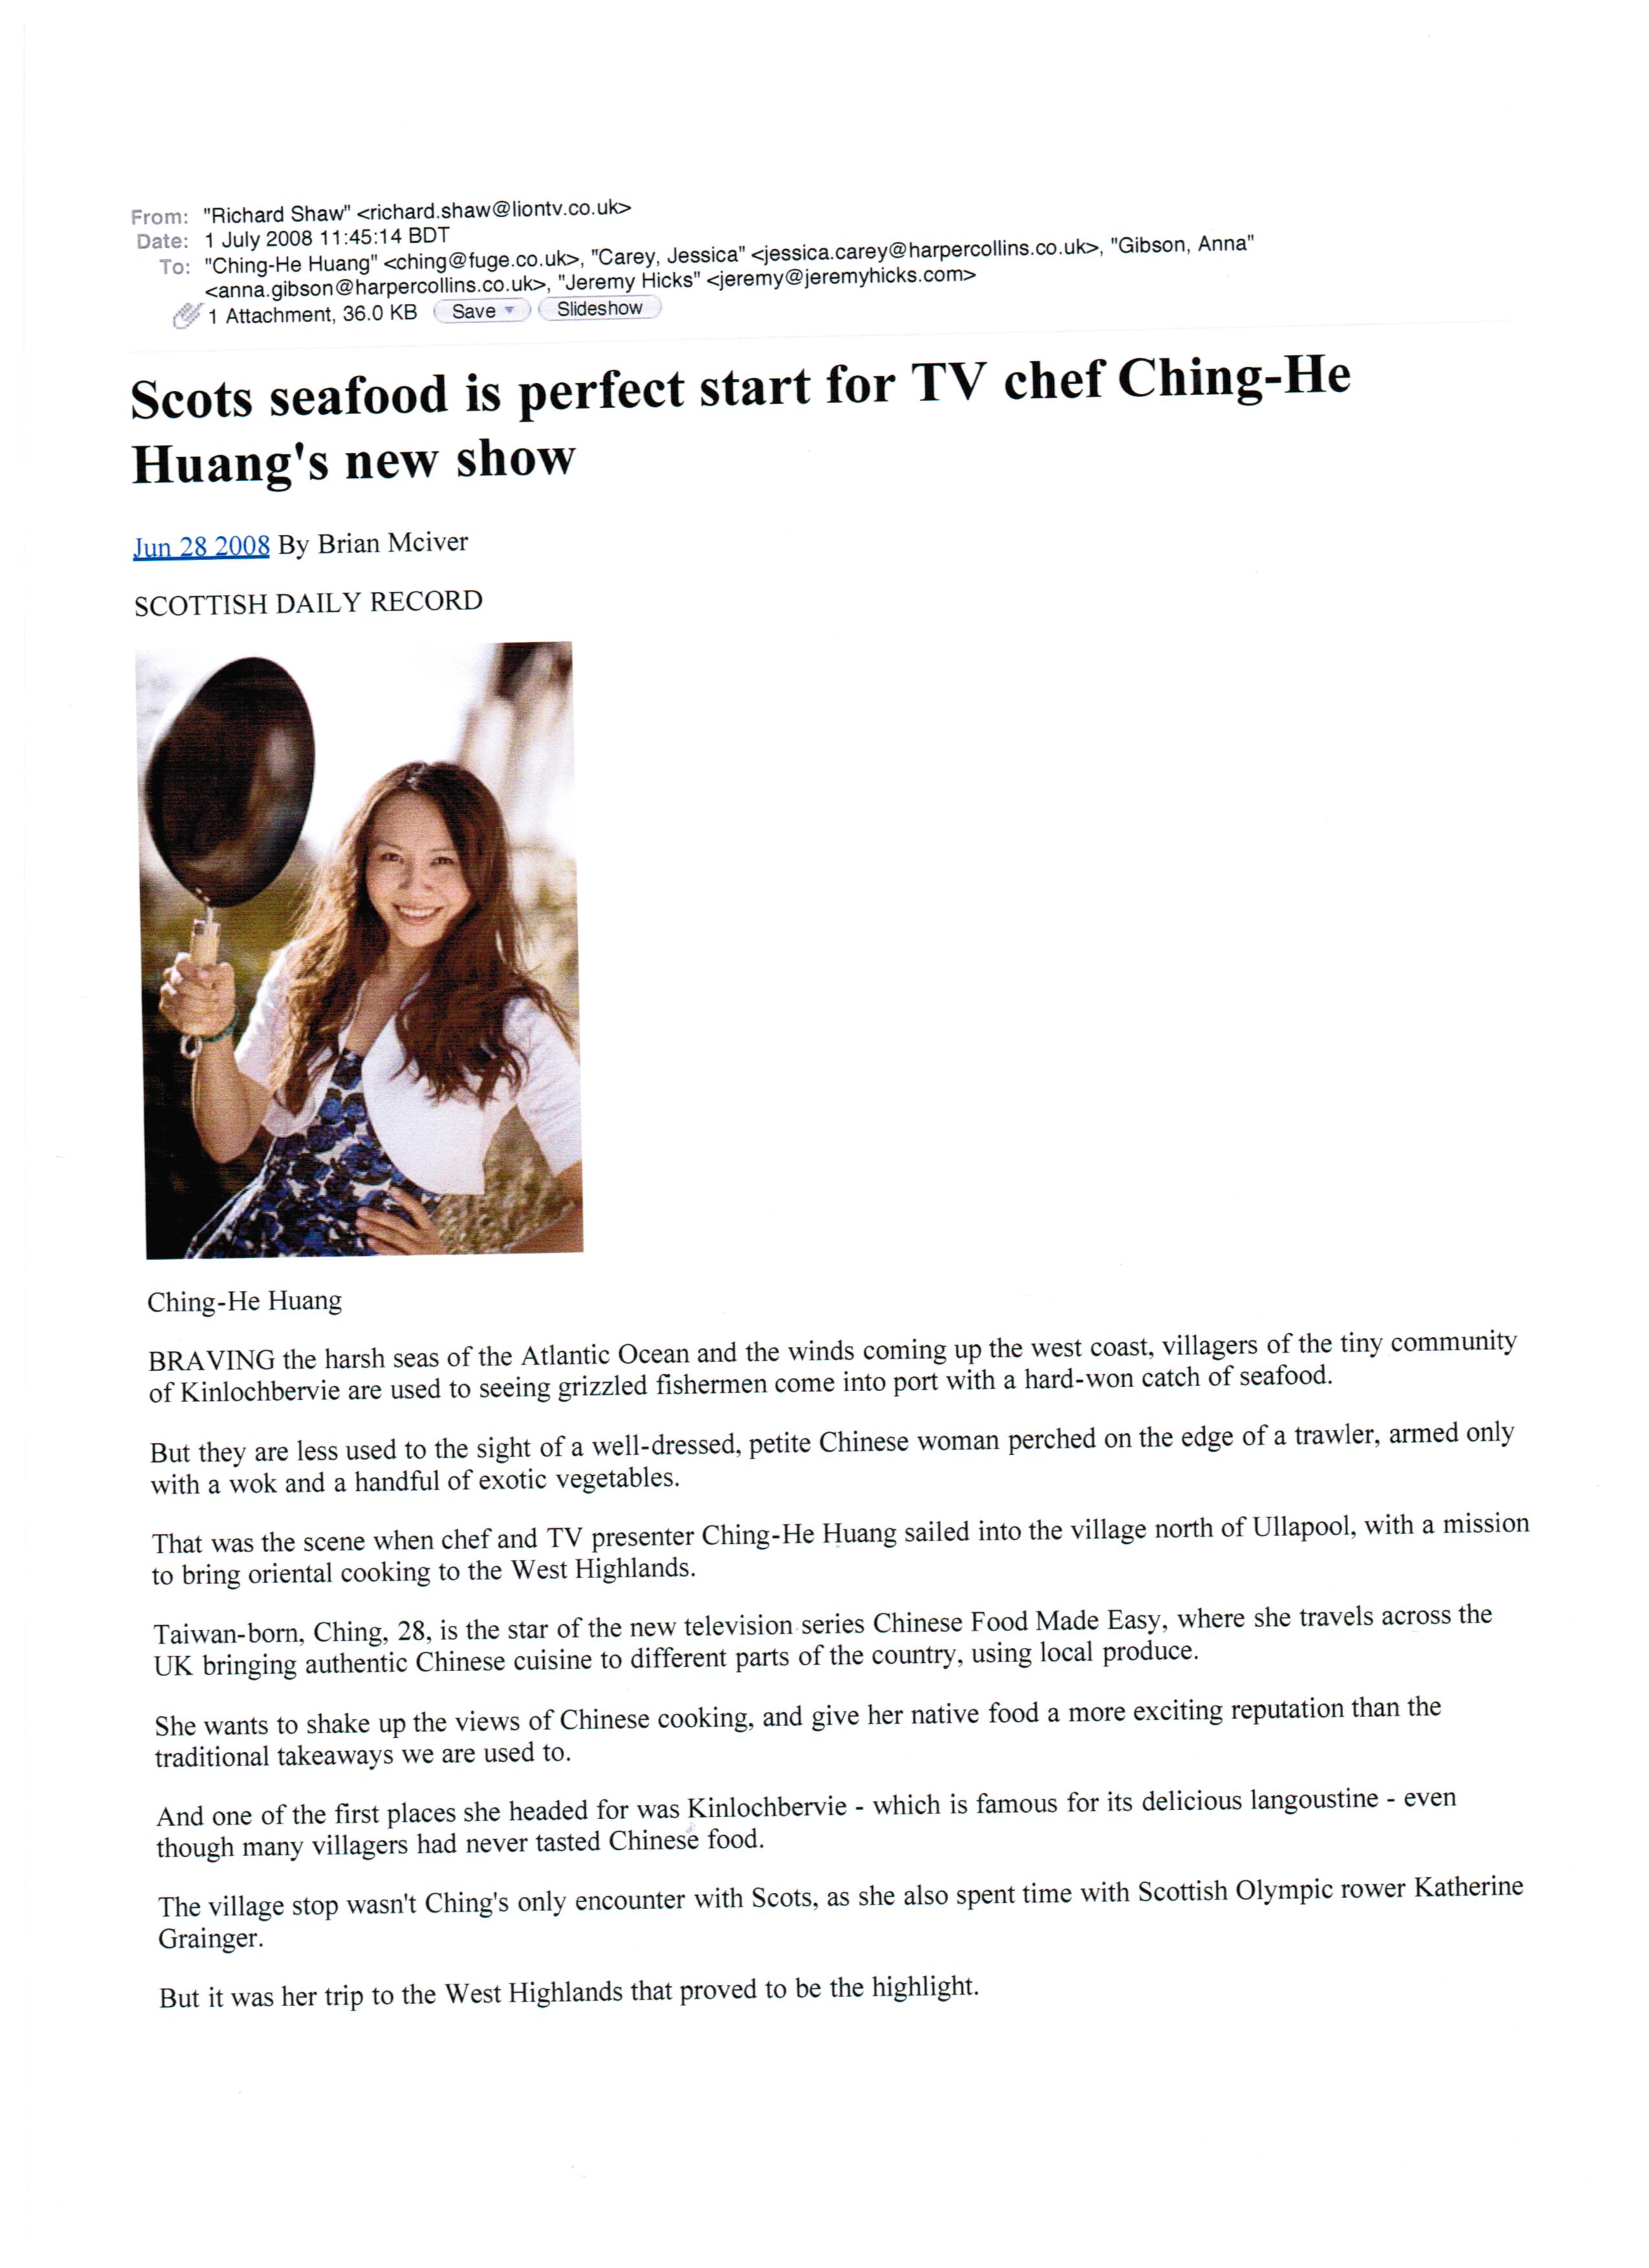 From: "Richard Shaw" <richard.shaw@liontv.co.uk>
Date: 1 July 2008 11:45:14 BDT
To: "Ching-He Huang" <ching@fuge.co.uk>, "Carey, Jessica" <jessica.carey@harpercollins.co.uk>, "Gibson, Anna"
<anna.gibson@harpercollins.co.uk>, "Jeremy Hicks" <jeremy@jeremyhicks.com>
1 Attachment, 36.0 KB Save Slideshow
Scots seafood is perfect start for TV chef Ching-He
Huang's new show
Jun 28 2008 By Brian Mciver
SCOTTISH DAILY RECORD
Ching-He Huang
BRAVING the harsh seas of the Atlantic Ocean and the winds coming up the west coast, villagers of the tiny community
of Kinlochbervie are used to seeing grizzled fishermen come into port with a hard-won catch of seafood.
But they are less used to the sight of a well-dressed, petite Chinese woman perched on the edge of a trawler, armed only
with a wok and a handful of exotic vegetables.
That was the scene when chef and TV presenter Ching-He Huang sailed into the village north of Ullapool, with a mission
to bring oriental cooking to the West Highlands.
Taiwan-born, Ching, 28, is the star of the new television series Chinese Food Made Easy, where she travels across the
UK bringing authentic Chinese cuisine to different parts of the country, using local produce.
She wants to shake up the views of Chinese cooking, and give her native food a more exciting reputation than the
traditional takeaways we are used to.
And one of the first places she headed for was Kinlochbervie - which is famous for its delicious langoustine - even
though many villagers had never tasted Chinese food.
The village stop wasn't Ching's only encounter with Scots, as she also spent time with Scottish Olympic rower Katherine
Grainger.
But it was her trip to the West Highlands that proved to be the highlight.